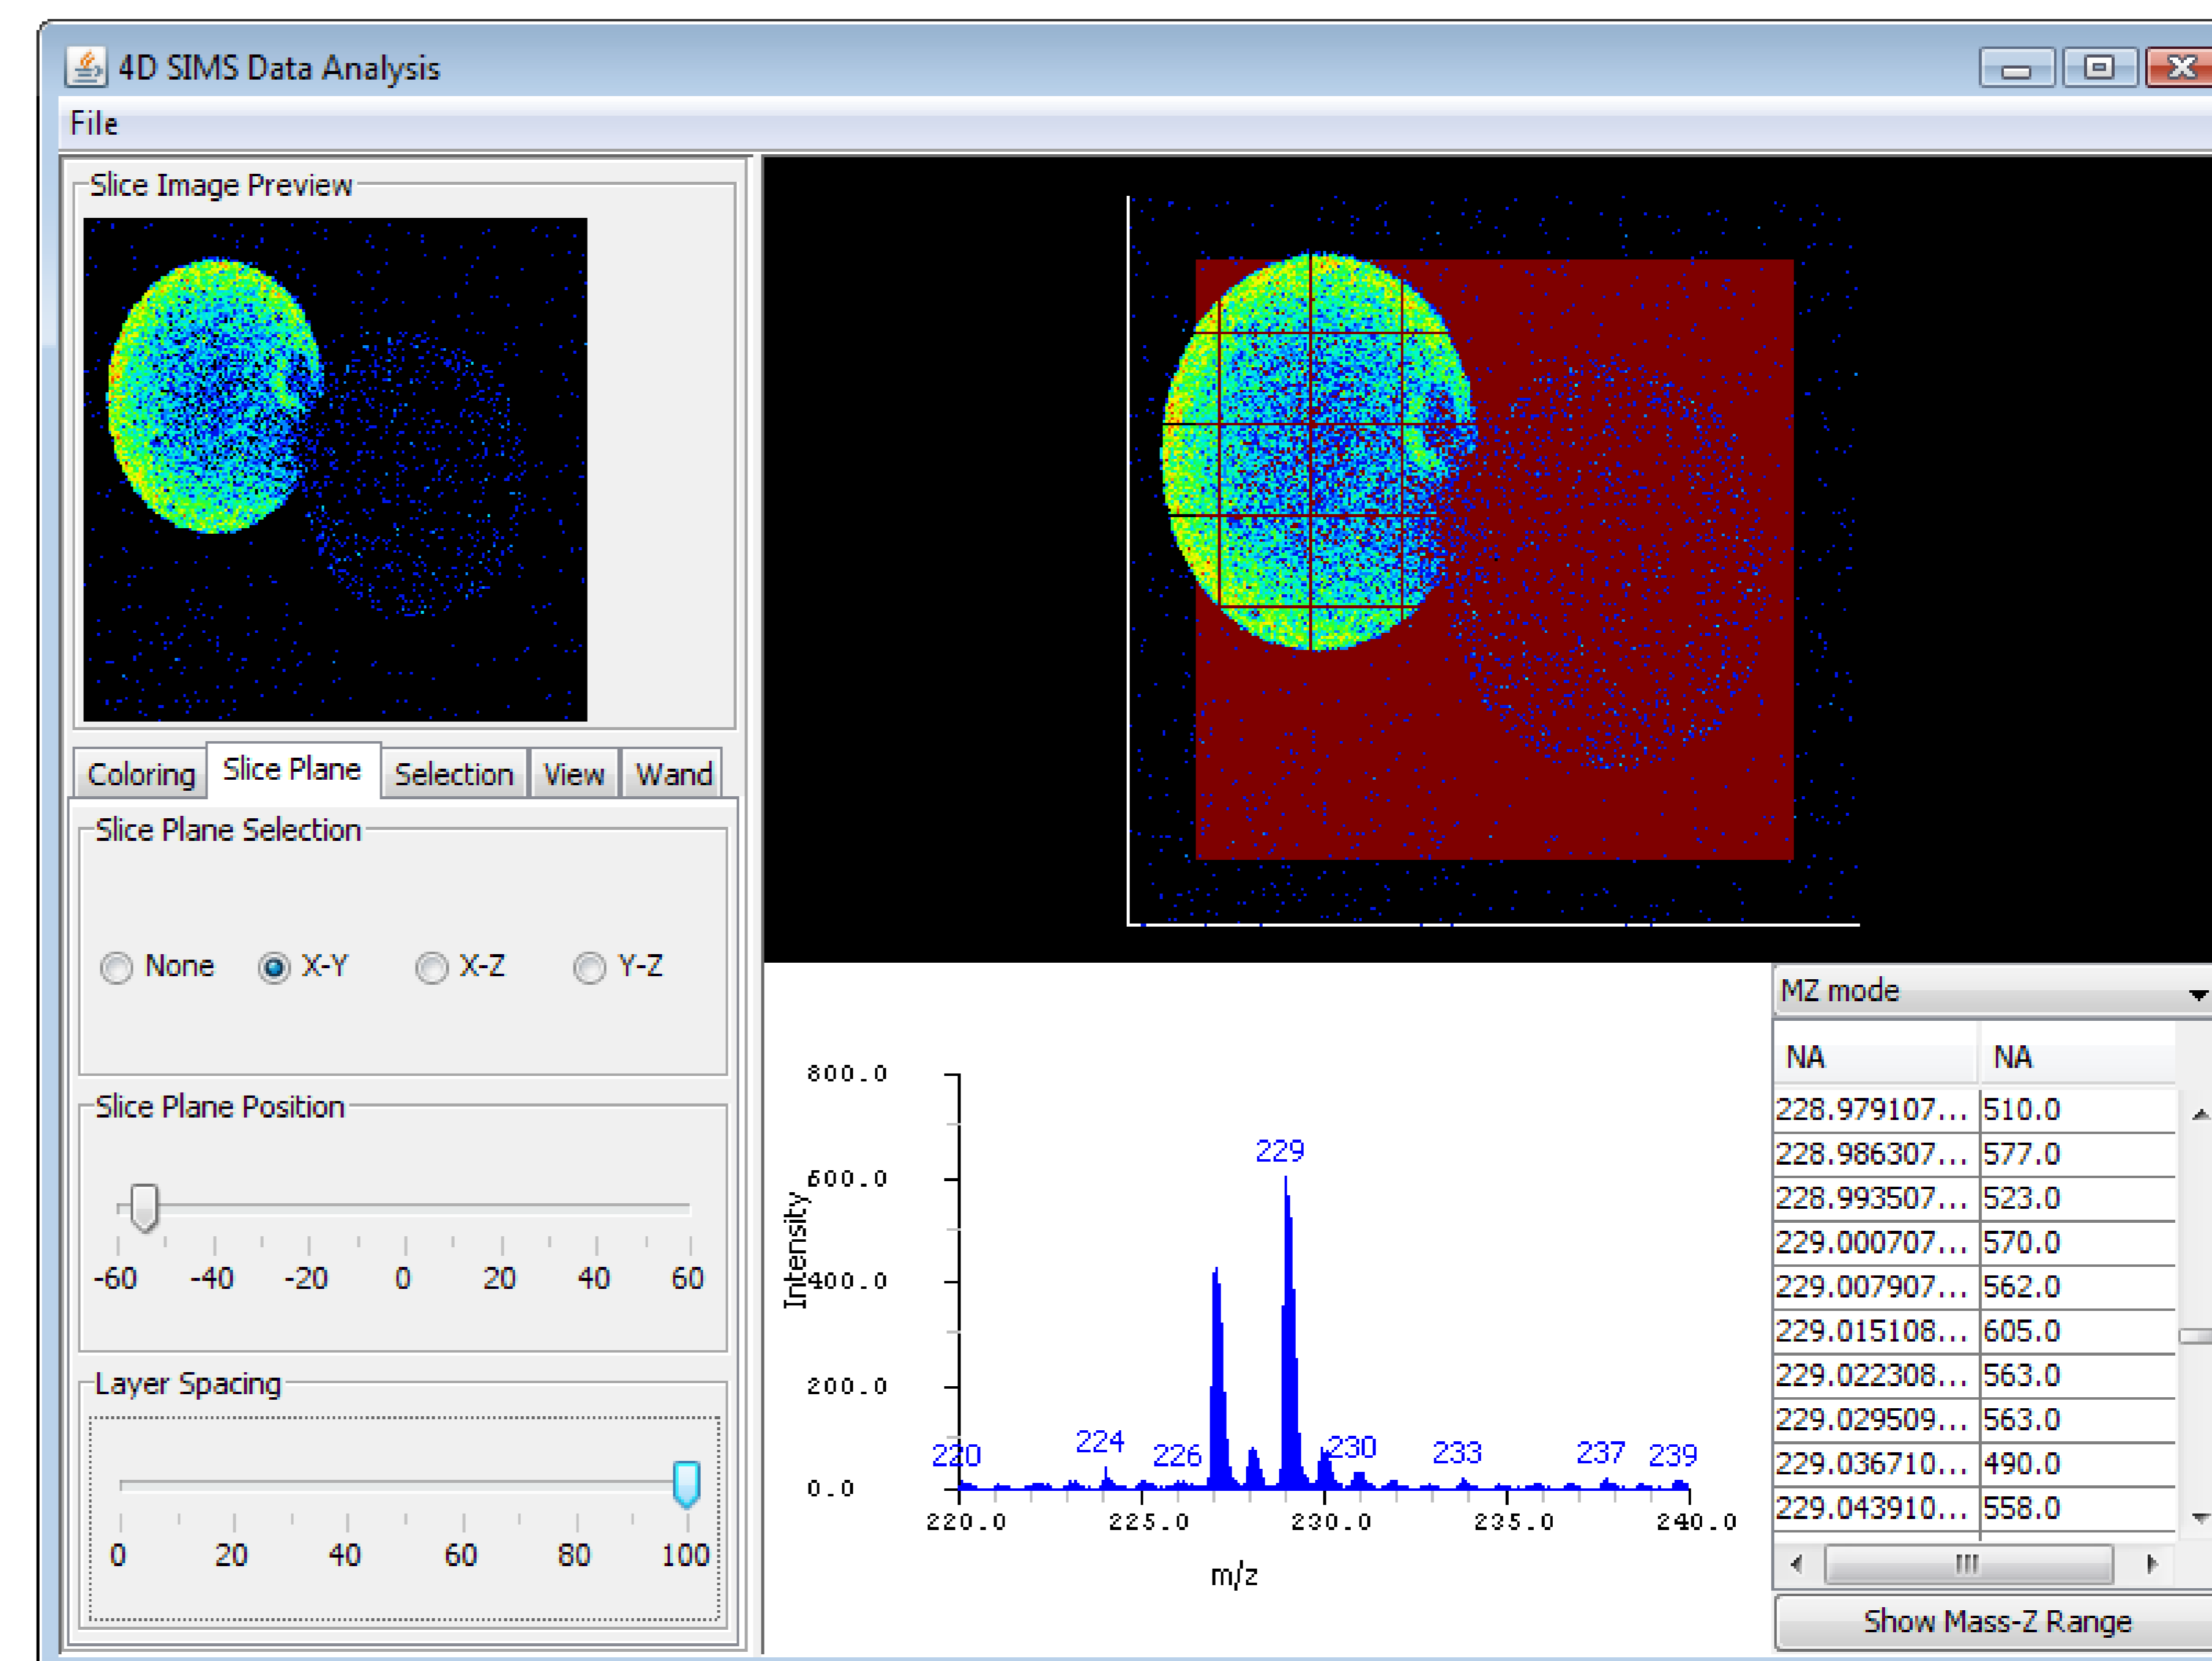 4D SIMS Data Analysis
File
Slice Image Preview
Coloring Slice Plane Selection View Wand
Slice Plane Selection
None X-Y X-Z Y-Z
Slice Plane Position
-60 -40 -20 0 20 40 60
Layer Spacing
0 20 40 60 80 100
800.0
600.0
400.0
200.0
0.0
Intensity
229
220 224 226 230 233 237 239
220.0 225.0 230.0 235.0 240.0
m/z
MZ mode
NA NA
228.979107... 510.0
228.986307... 577.0
228.993507... 523.0
229.000707... 570.0
229.007907... 562.0
229.015108... 605.0
229.022308... 563.0
229.029509... 563.0
229.036710... 490.0
229.043910... 558.0
Show Mass-Z Range